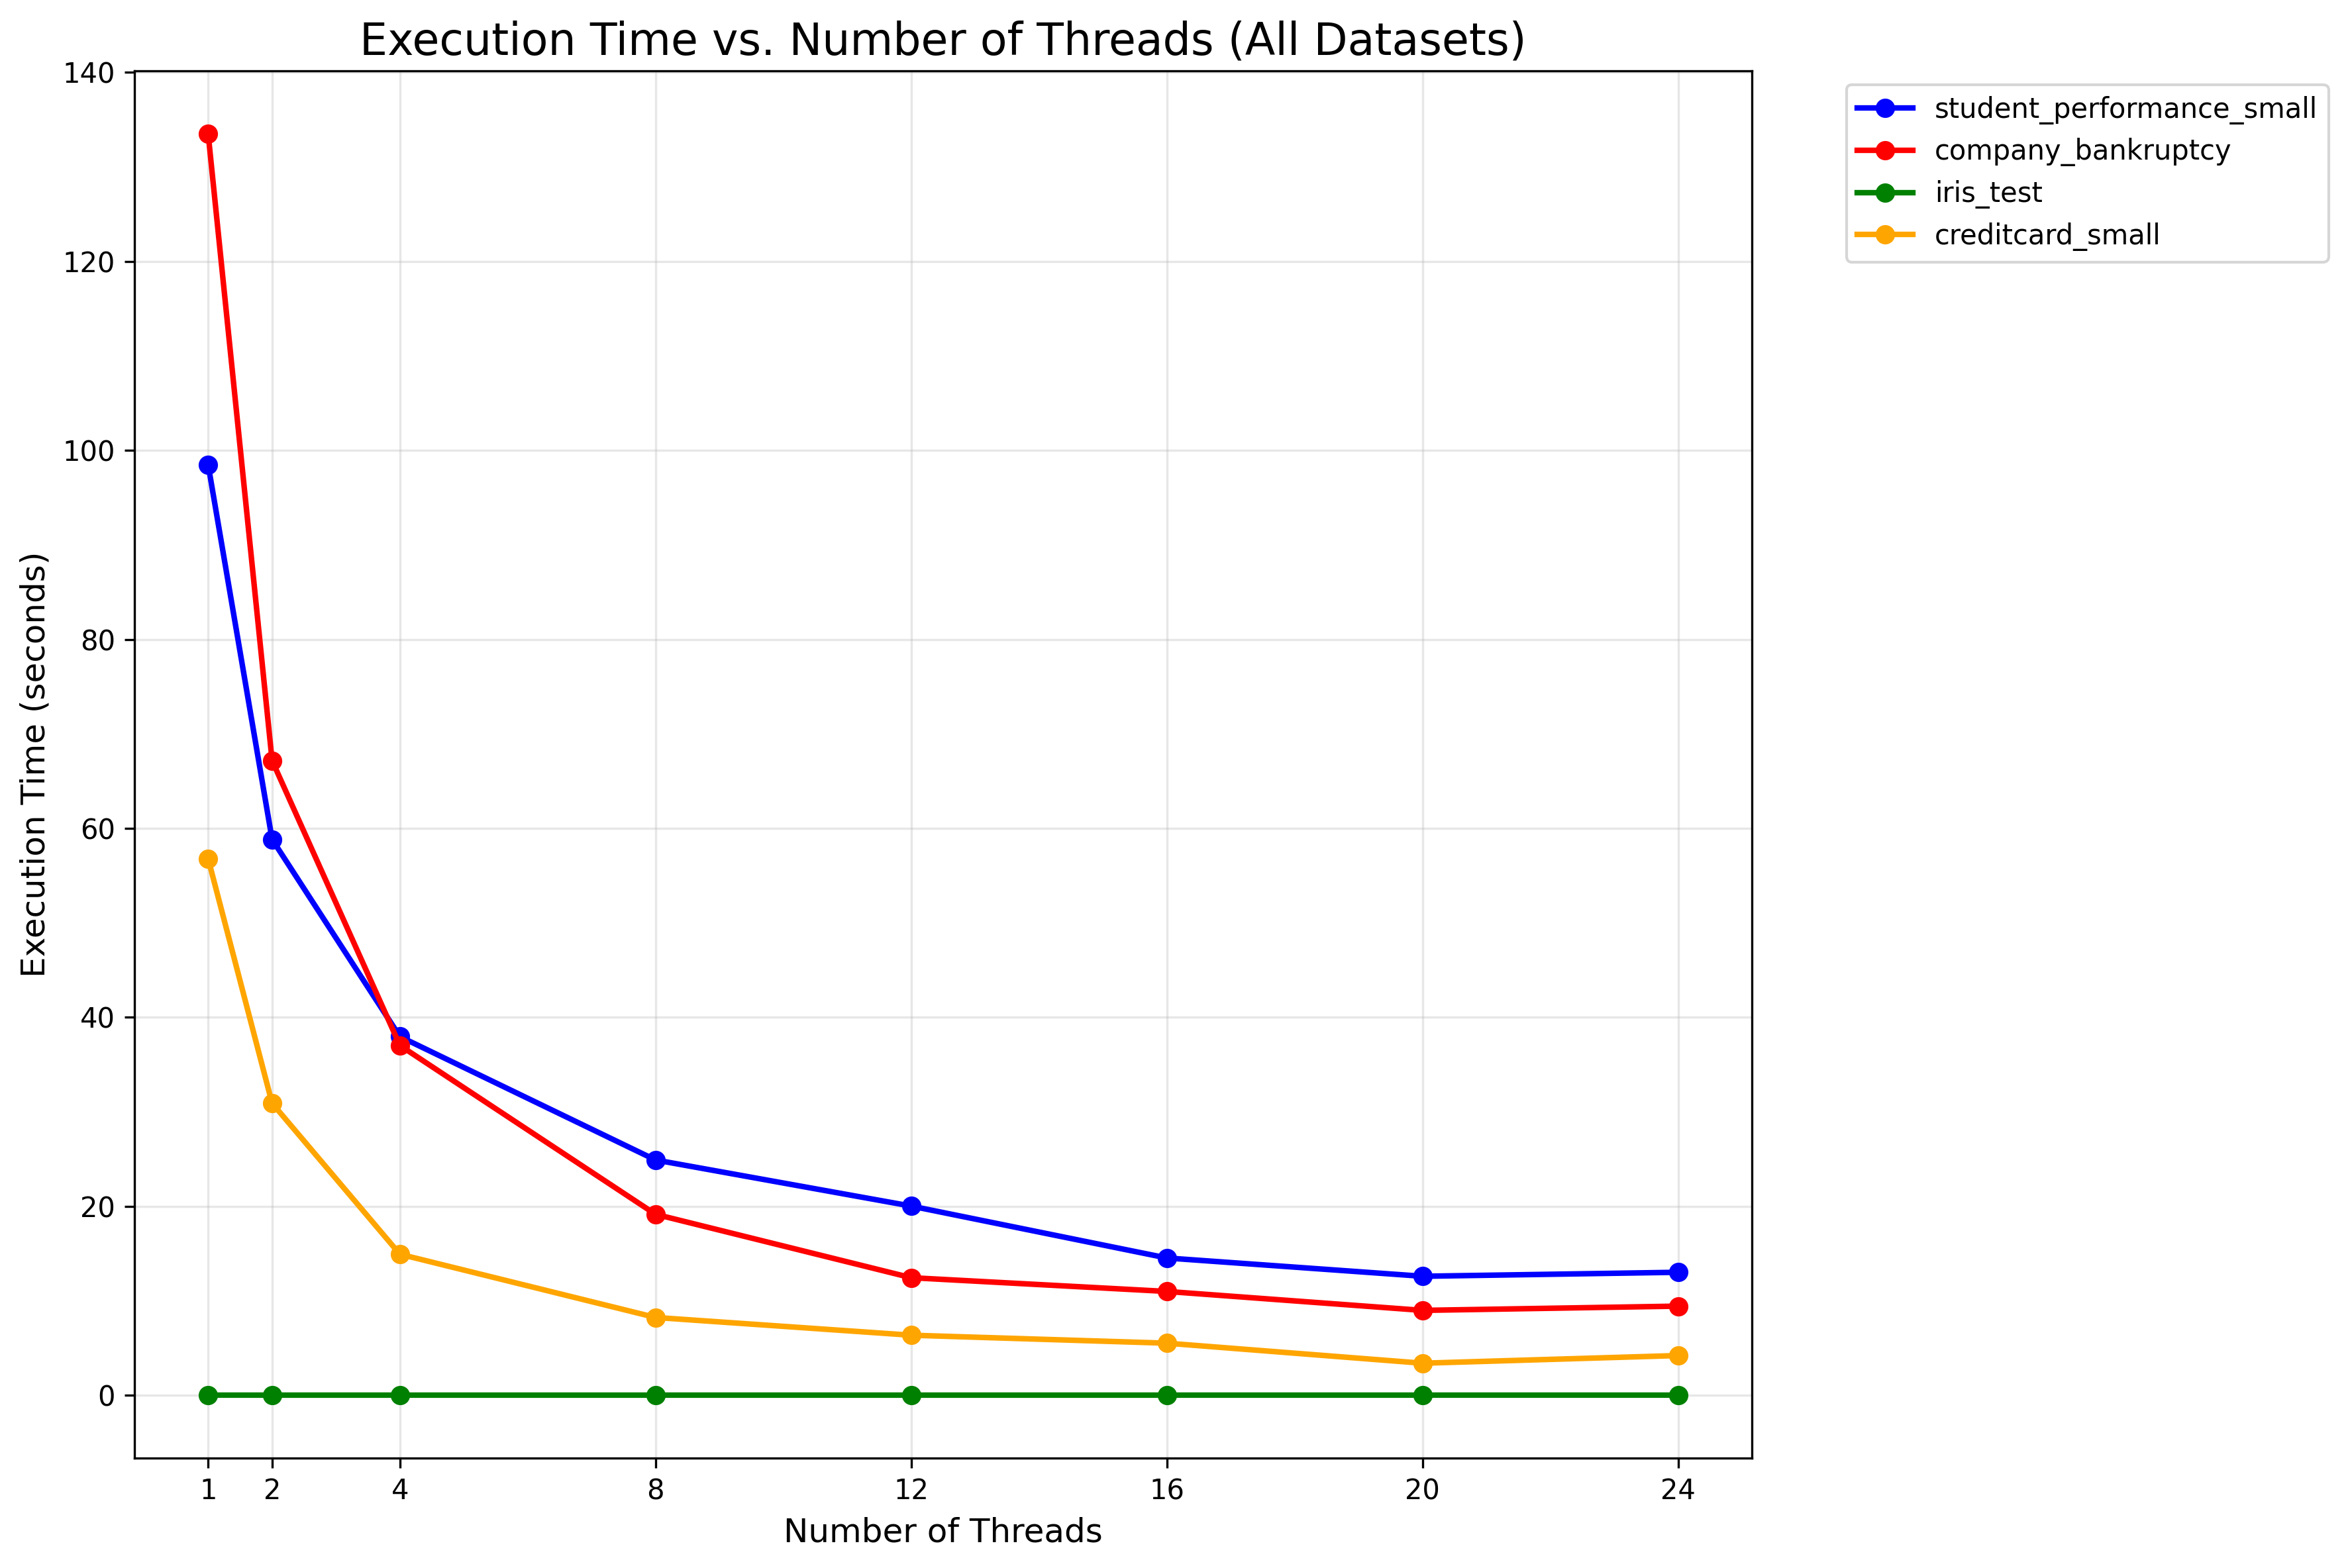 Execution Time vs. Number of Threads (All Datasets)
140
120
100
80
60
40
20
0
Execution Time (seconds)
1 2 4 8 12 16 20 24
Number of Threads
student_performance_small
company_bankruptcy
iris_test
creditcard_small